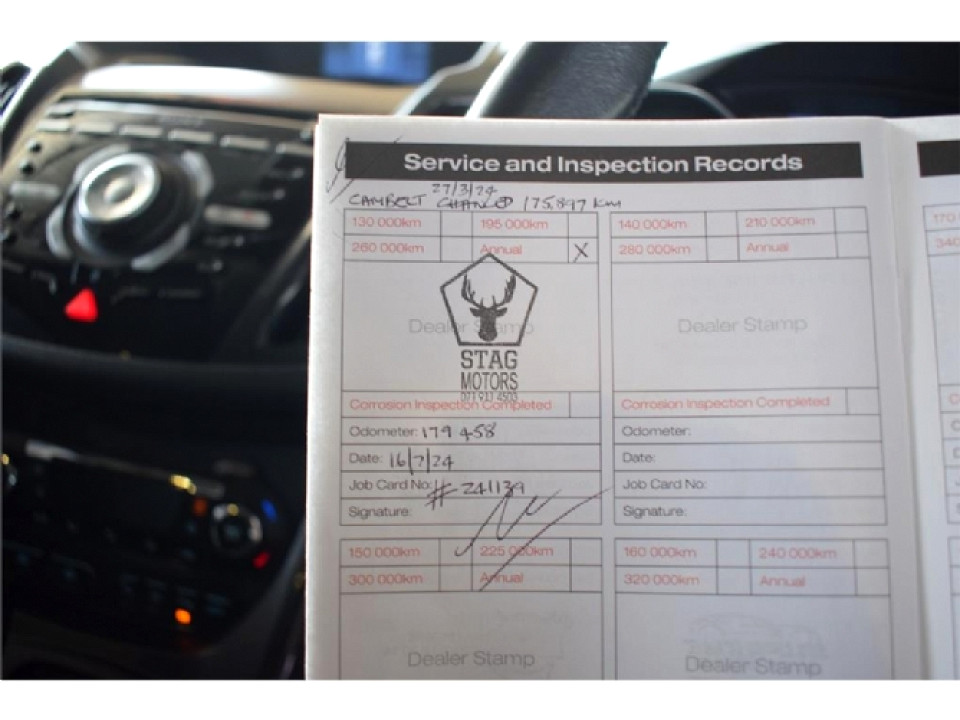 Service and Inspection Records
27/3/24
CAMBELT CHANGED 175,897 KM
130 000km 195 000km
260 000km Annual X
Dealer Stamp
STAG
MOTORS
Corrosion Inspection Completed
Odometer: 179 458
Date: 16/7/24
Job Card No: # 241139
Signature:
140 000km 210 000km
280 000km Annual
Dealer Stamp
Corrosion Inspection Completed
Odometer:
Date:
Job Card No:
Signature:
170
340
150 000km 225 000km
300 000km Annual
Dealer Stamp
160 000km 240 000km
320 000km Annual
Dealer Stamp